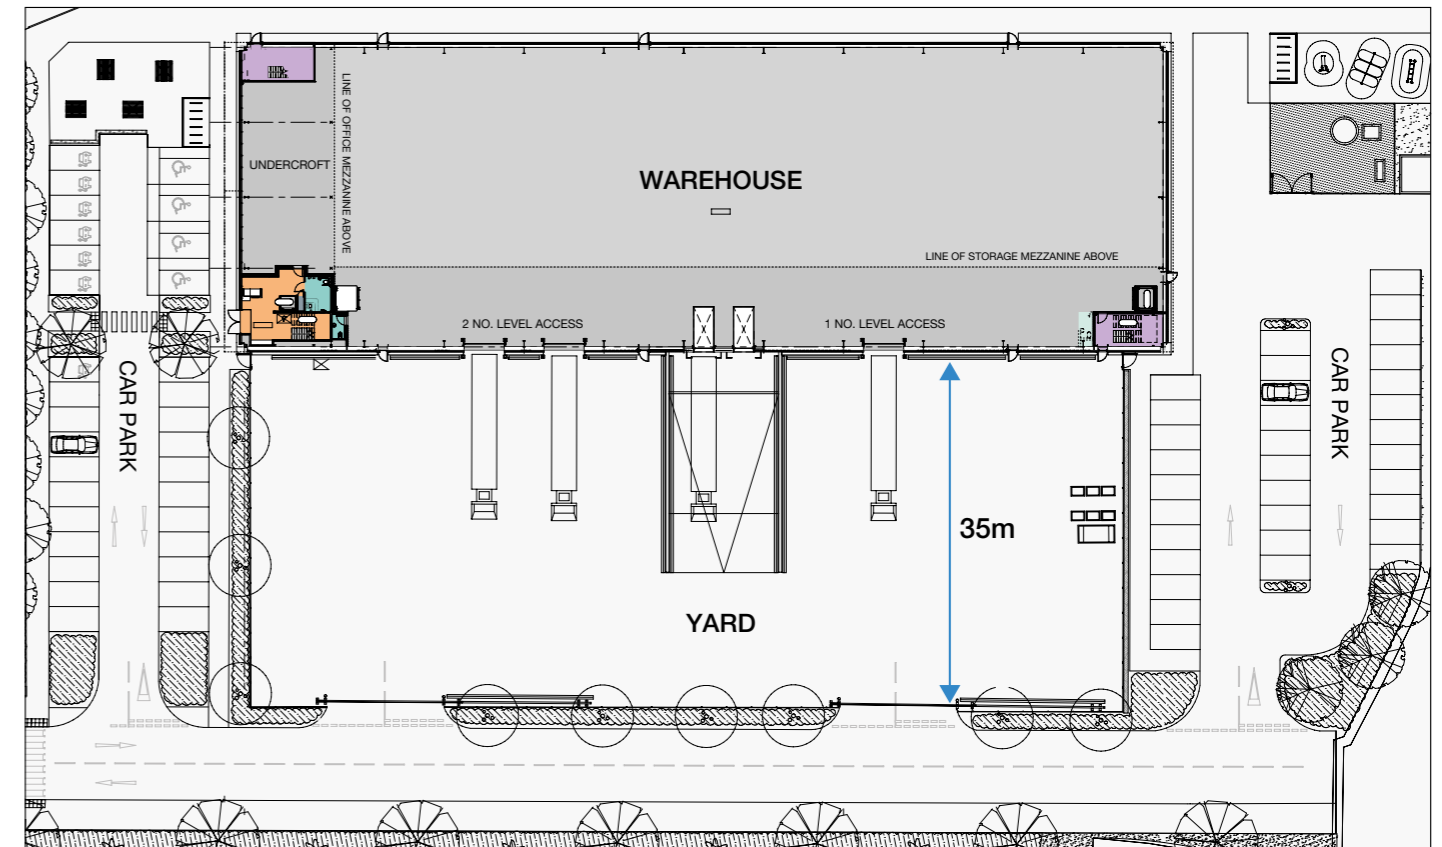 LINE OF OFFICE MEZZANINE ABOVE
UNDERCROFT
WAREHOUSE
LINE OF STORAGE MEZZANINE ABOVE
2 NO. LEVEL ACCESS
1 NO. LEVEL ACCESS
CAR PARK
CAR PARK
35m
YARD